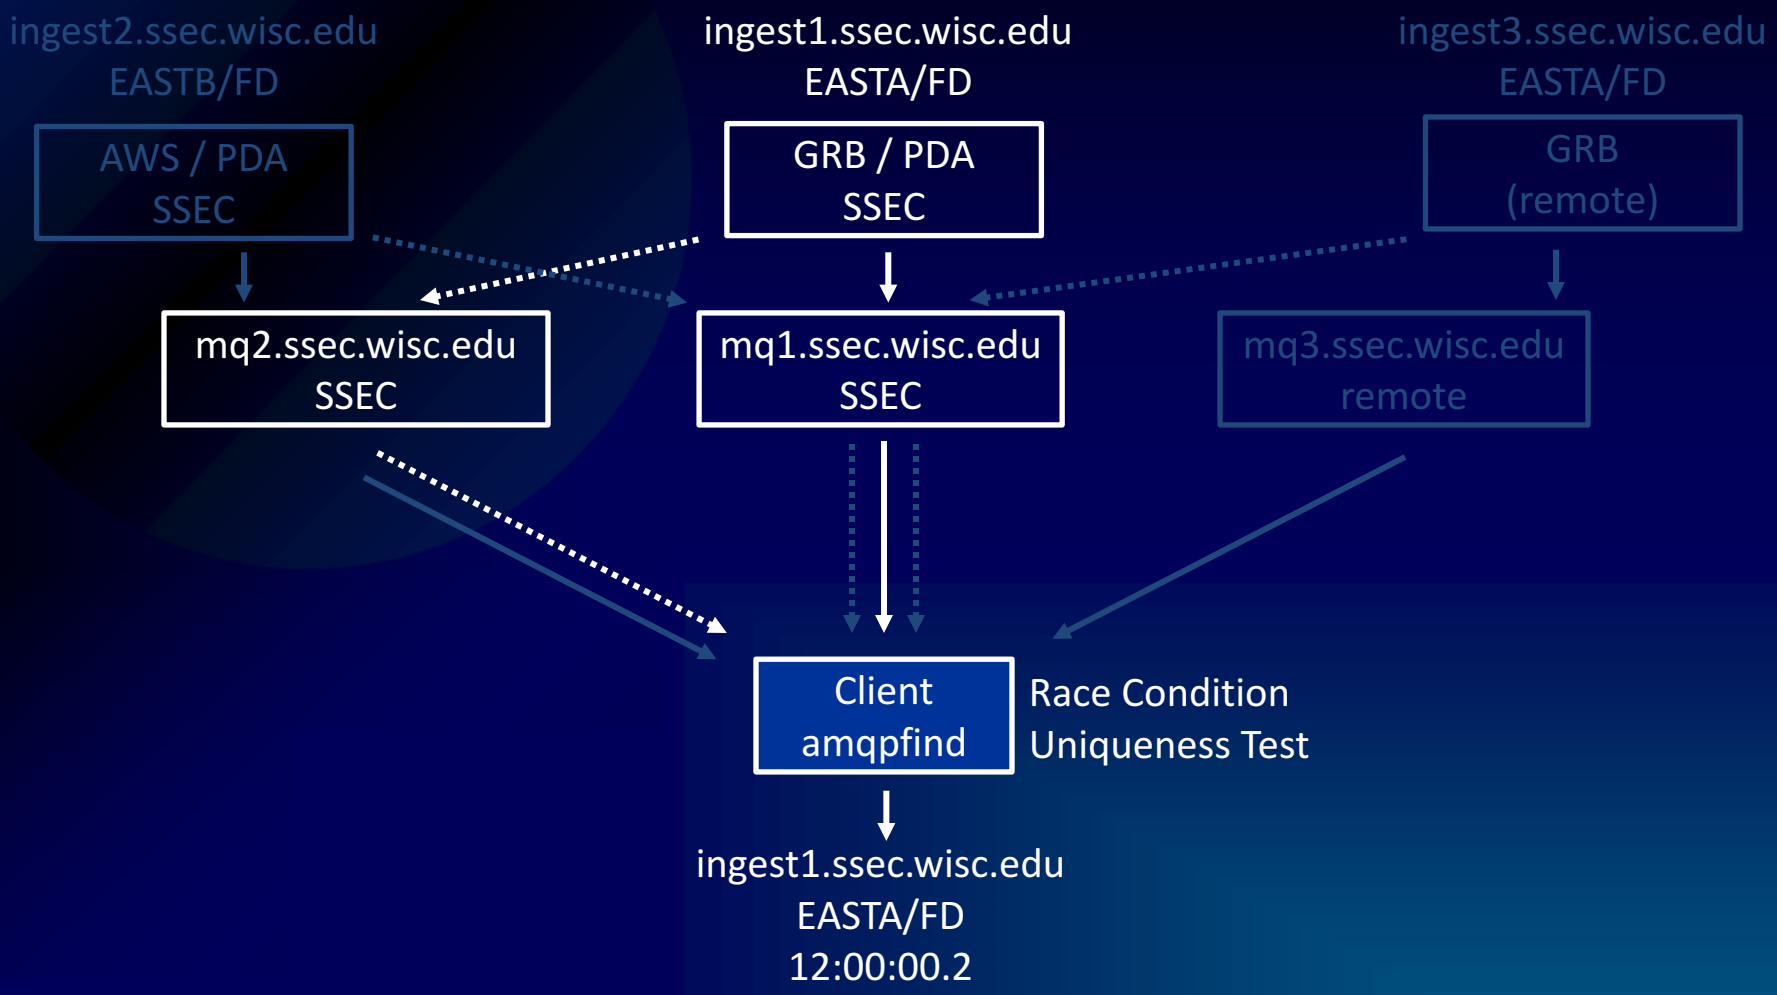 ingest2.ssec.wisc.edu
EASTB/FD
AWS / PDA
SSEC
ingest1.ssec.wisc.edu
EASTA/FD
GRB / PDA
SSEC
ingest3.ssec.wisc.edu
EASTA/FD
GRB
(remote)
mq2.ssec.wisc.edu
SSEC
mq1.ssec.wisc.edu
SSEC
mq3.ssec.wisc.edu
remote
Client
amqpfind
Race Condition
Uniqueness Test
ingest1.ssec.wisc.edu
EASTA/FD
12:00:00.2